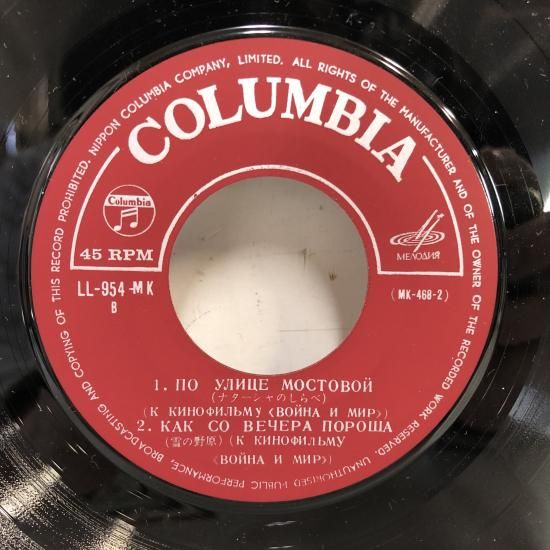 NIPPON COLUMBIA COMPANY, LIMITED. ALL RIGHTS OF THE MANUFACTURER AND OF THE OWNER OF THE RECORDED WORK RESERVED. UNAUTHORISED PUBLIC PERFORMANCE, BROADCASTING AND COPYING OF THIS RECORD PROHIBITED.
COLUMBIA
Columbia
45 RPM
МЕЛОДИЯ
LL-954-MK
B
(MK-468-2)
1. ПО УЛИЦЕ МОСТОВОЙ
(ナターシャのしらべ)
(К КИНОФИЛЬМУ 《ВОЙНА И МИР》)
2. КАК СО ВЕЧЕРА ПОРОША
(雪の野原) (К КИНОФИЛЬМУ
《ВОЙНА И МИР》)